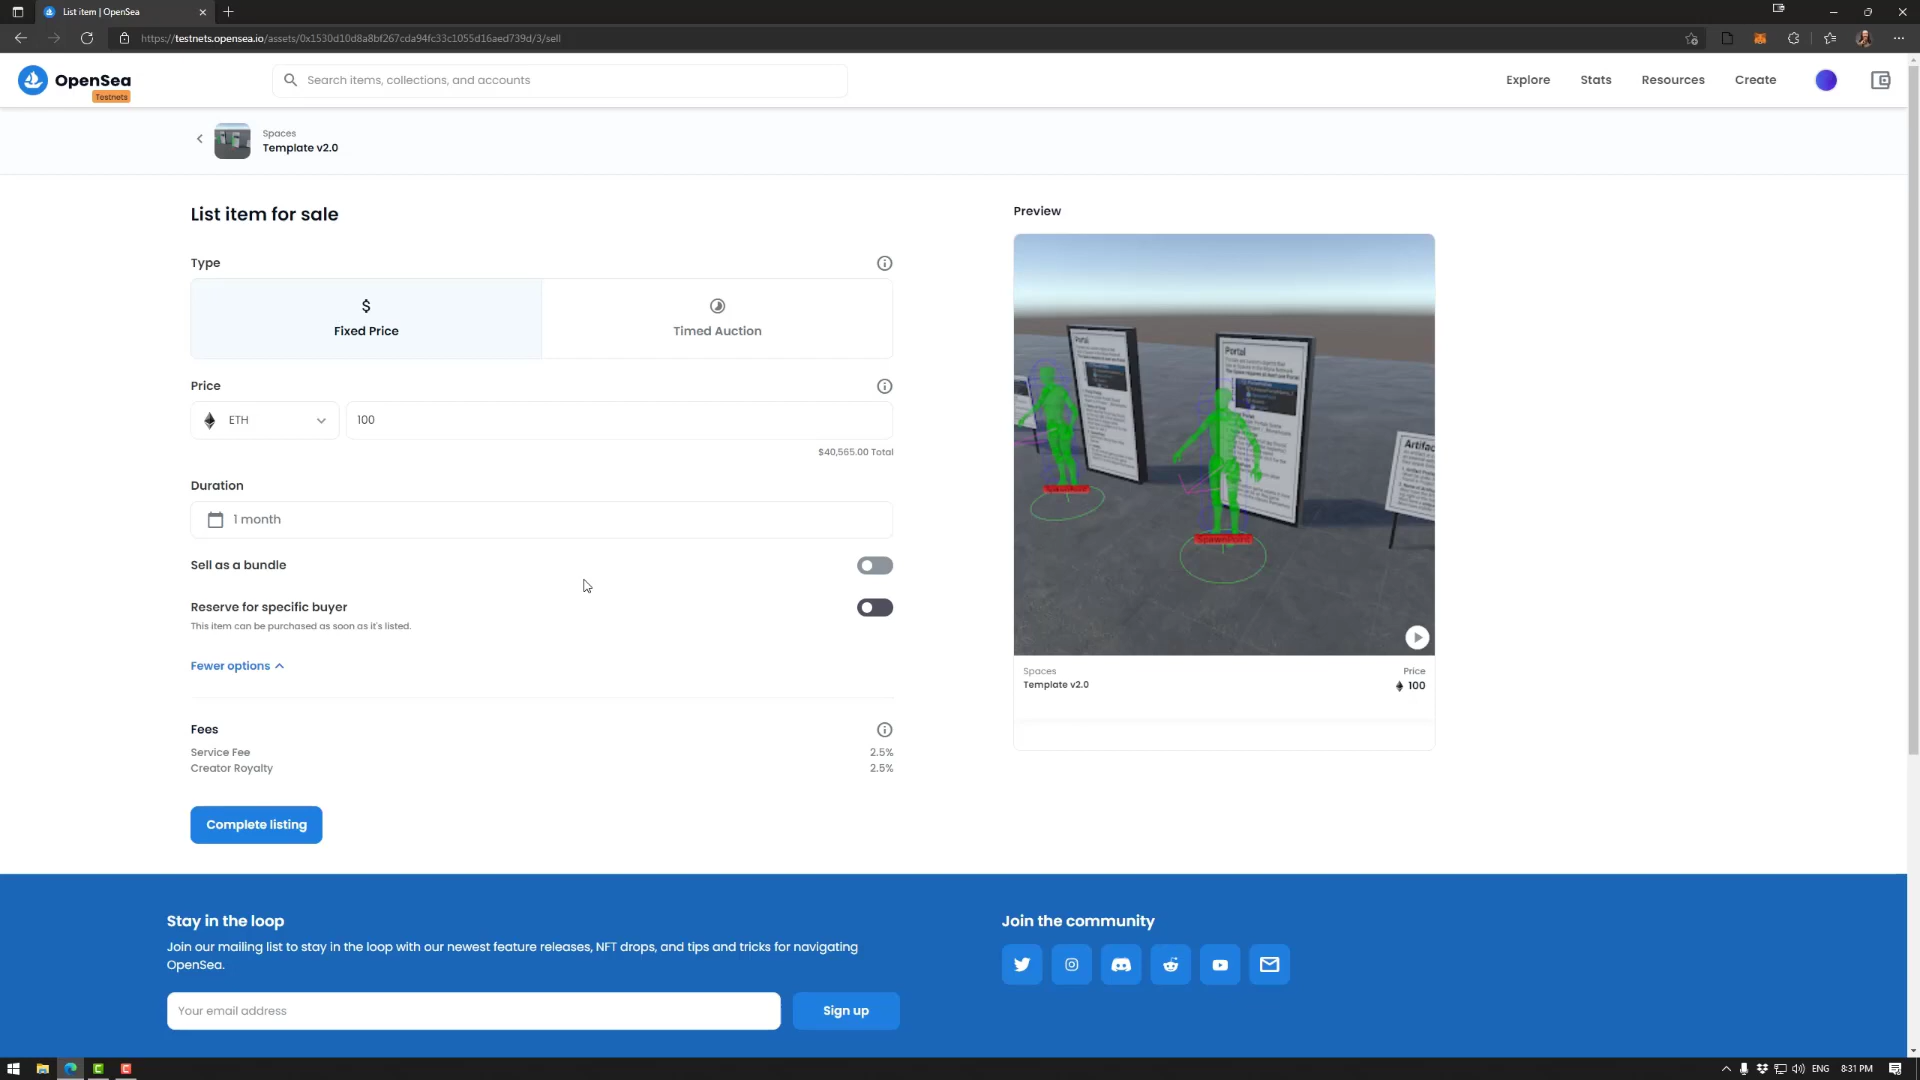 List item | OpenSea
https://testnets.opensea.io/assets/0x1530d10d8a8bf267cda94fc33c1055d16aed739d/3/sell
OpenSea
Testnets
Search items, collections, and accounts
Explore
Stats
Resources
Create
Spaces
Template v2.0
List item for sale
Type
$
Fixed Price
Timed Auction
Price
ETH
100
$40,565.00 Total
Duration
1 month
Sell as a bundle
Reserve for specific buyer
This item can be purchased as soon as it's listed.
Fewer options
Fees
Service Fee
2.5%
Creator Royalty
2.5%
Complete listing
Preview
Portal
Portal
Artifac
SpawnPoint
Spaces
Price
Template v2.0
100
Stay in the loop
Join our mailing list to stay in the loop with our newest feature releases, NFT drops, and tips and tricks for navigating
OpenSea.
Your email address
Sign up
Join the community
ENG
8:31 PM